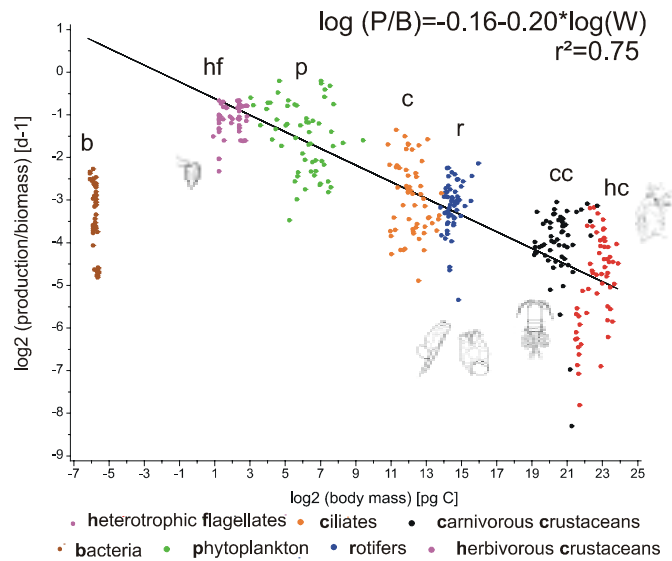 log (P/B)=-0.16-0.20*log(W)
r²=0.75
hf
p
c
r
b
cc
hc
log2 (production/biomass) [d-1]
1
0
-1
-2
-3
-4
-5
-6
-7
-8
-9
-7 -5 -3 -1 1 3 5 7 9 11 13 15 17 19 21 23 25
log2 (body mass) [pg C]
heterotrophic flagellates ciliates carnivorous crustaceans
bacteria phytoplankton rotifers herbivorous crustaceans